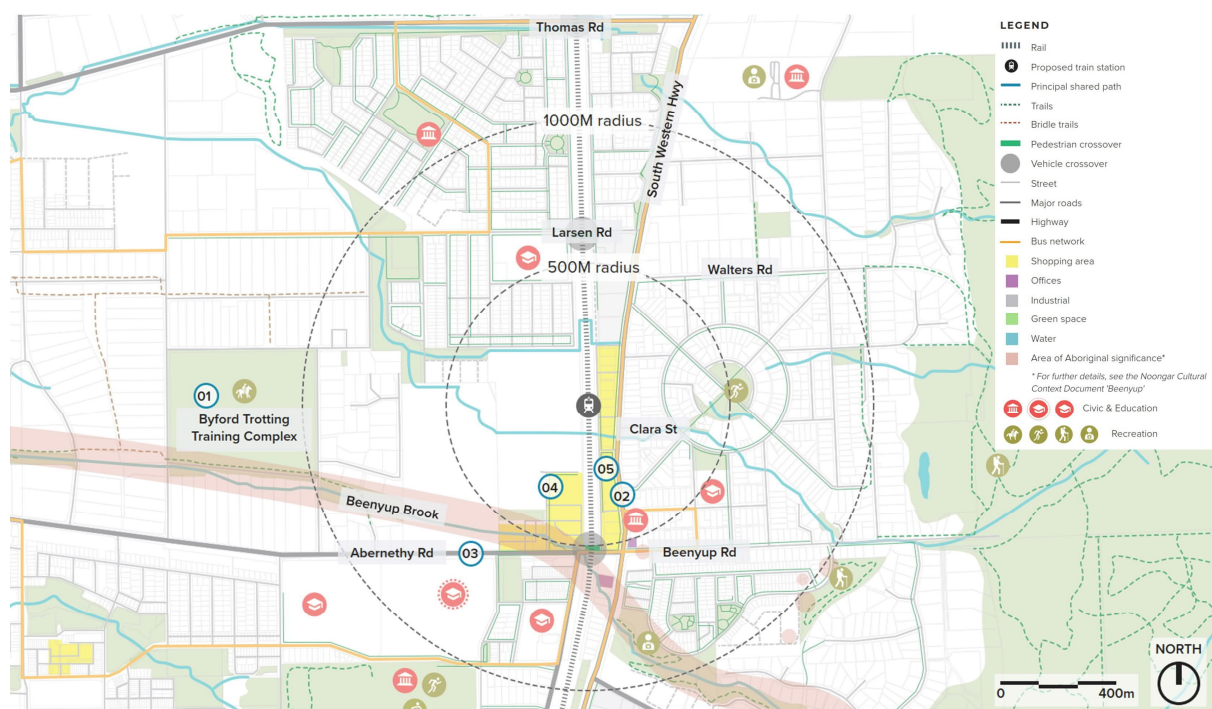 Thomas Rd
1000M radius
South Western Hwy
Larsen Rd
500M radius
Walters Rd
01
Byford Trotting
Training Complex
Clara St
05
04
02
Beenyup Brook
Abernethy Rd
03
Beenyup Rd
LEGEND
Rail
Proposed train station
Principal shared path
Trails
Bridle trails
Pedestrian crossover
Vehicle crossover
Street
Major roads
Highway
Bus network
Shopping area
Offices
Industrial
Green space
Water
Area of Aboriginal significance*
* For further details, see the Noongar Cultural
Context Document 'Beenyup'
Civic & Education
Recreation
NORTH
0 400m